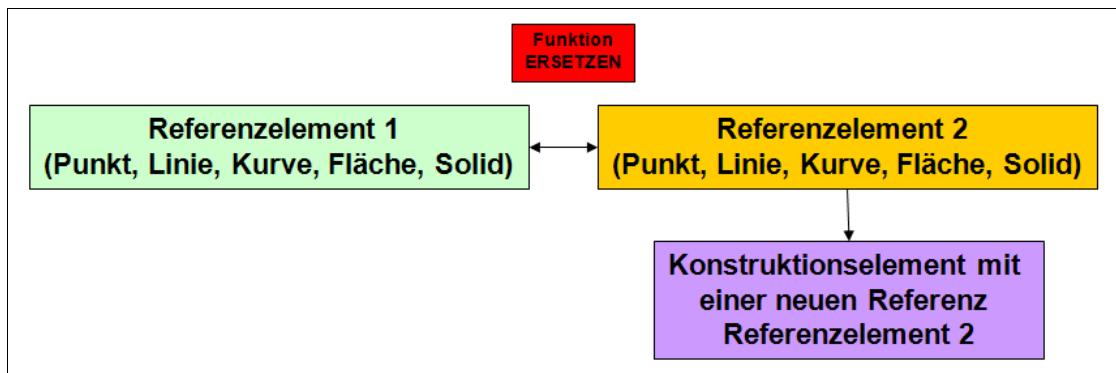 Funktion
ERSETZEN
Referenzelement 1
(Punkt, Linie, Kurve, Fläche, Solid)
Referenzelement 2
(Punkt, Linie, Kurve, Fläche, Solid)
Konstruktionselement mit
einer neuen Referenz
Referenzelement 2